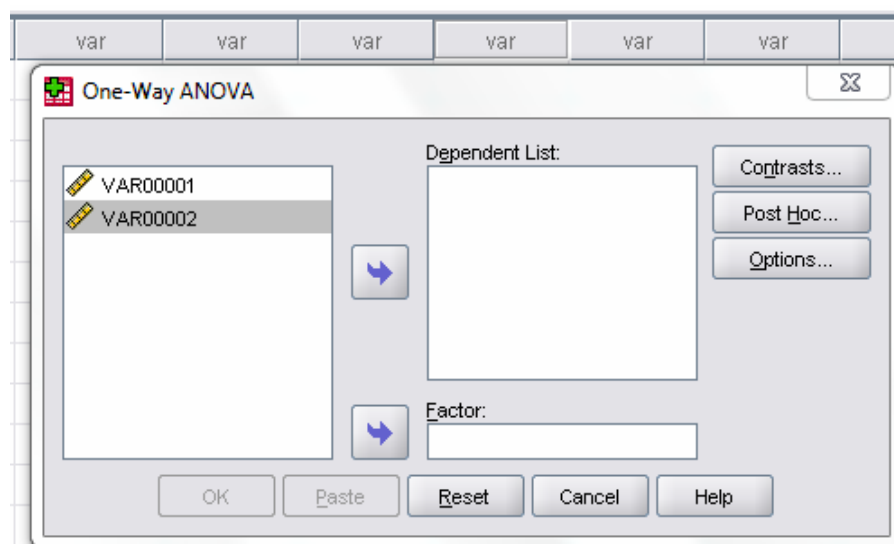 var var var var var var
One-Way ANOVA
VAR00001
VAR00002
Dependent List:
Contrasts...
Post Hoc...
Options...
Factor:
OK Paste Reset Cancel Help